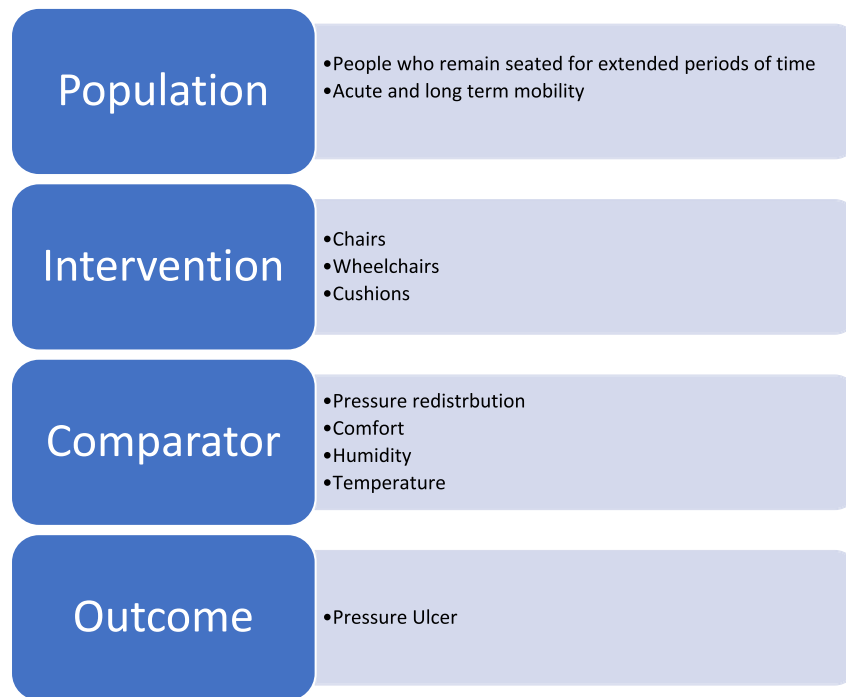 Population
•People who remain seated for extended periods of time
•Acute and long term mobility
Intervention
•Chairs
•Wheelchairs
•Cushions
Comparator
•Pressure redistrbution
•Comfort
•Humidity
•Temperature
Outcome
•Pressure Ulcer